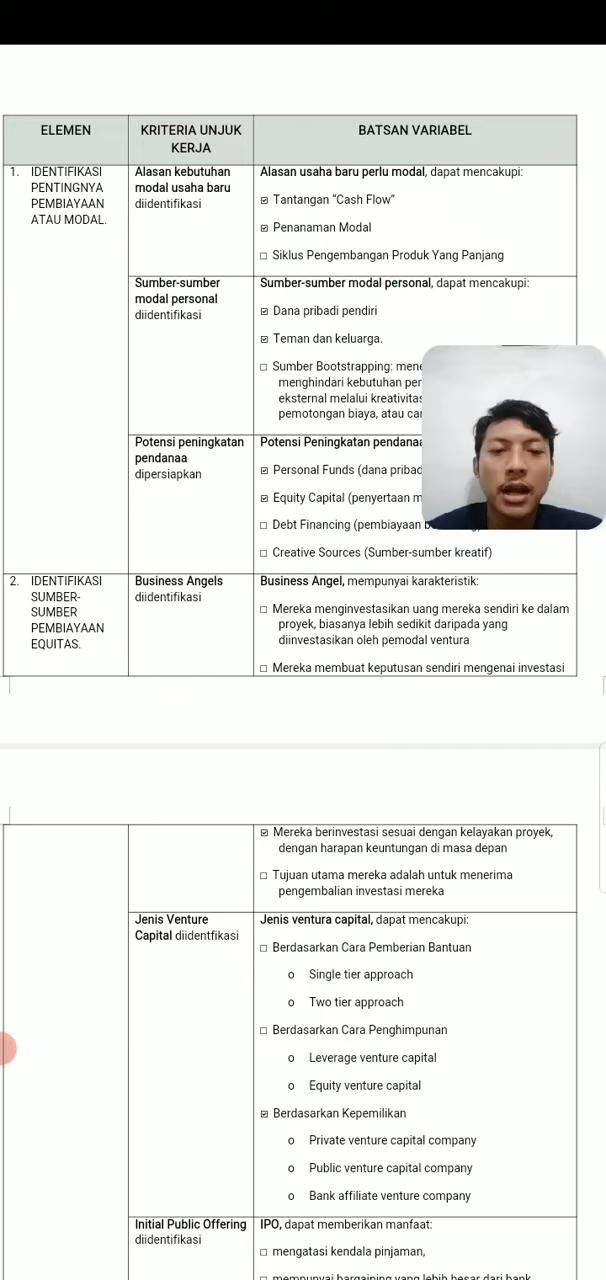 ELEMEN
KRITERIA UNJUK
KERJA
BATSAN VARIABEL
1. IDENTIFIKASI
PENTINGNYA
PEMBIAYAAN
ATAU MODAL.
Alasan kebutuhan
modal usaha baru
diidentifikasi
Alasan usaha baru perlu modal, dapat mencakupi:
☑ Tantangan “Cash Flow”
☑ Penanaman Modal
□ Siklus Pengembangan Produk Yang Panjang
Sumber-sumber
modal personal
diidentifikasi
Sumber-sumber modal personal, dapat mencakupi:
☑ Dana pribadi pendiri
☑ Teman dan keluarga.
□ Sumber Bootstrapping:
menghindari kebutuhan
eksternal melalui kreativitas
pemotongan biaya, atau
Potensi peningkatan
pendanaa
dipersiapkan
Potensi Peningkatan pendanaa
☑ Personal Funds (dana
☑ Equity Capital (penyertaan
□ Debt Financing (pembiayaan
□ Creative Sources (Sumber-sumber kreatif)
2. IDENTIFIKASI
SUMBER-
SUMBER
PEMBIAYAAN
EQUITAS.
Business Angels
diidentifikasi
Business Angel, mempunyai karakteristik:
□ Mereka menginvestasikan uang mereka sendiri ke dalam
proyek, biasanya lebih sedikit daripada yang
diinvestasikan oleh pemodal ventura
□ Mereka membuat keputusan sendiri mengenai investasi
☑ Mereka berinvestasi sesuai dengan kelayakan proyek,
dengan harapan keuntungan di masa depan
□ Tujuan utama mereka adalah untuk menerima
pengembalian investasi mereka
Jenis Venture
Capital diidentfikasi
Jenis ventura capital, dapat mencakupi:
□ Berdasarkan Cara Pemberian Bantuan
o Single tier approach
o Two tier approach
□ Berdasarkan Cara Penghimpunan
o Leverage venture capital
o Equity venture capital
☑ Berdasarkan Kepemilikan
o Private venture capital company
o Public venture capital company
o Bank affiliate venture company
Initial Public Offering
diidentifikasi
IPO, dapat memberikan manfaat:
□ mengatasi kendala pinjaman,
□ mempunyai bargaining yang lebih besar dari bank